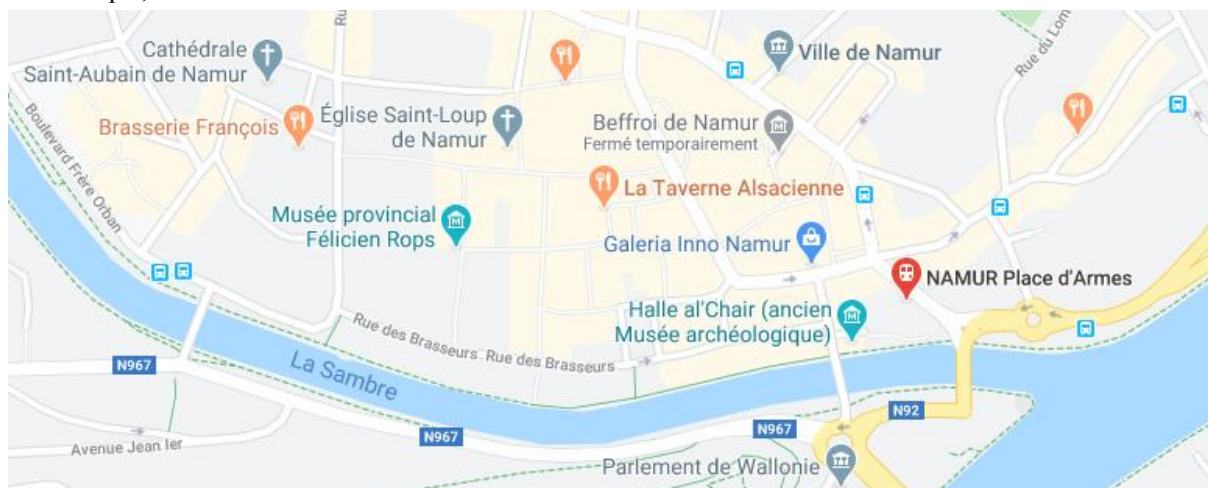 Ru
Rue du Lom
Cathédrale
Saint-Aubain de Namur
Ville de Namur
Boulevard Frère Orban
Brasserie François
Église Saint-Loup
de Namur
Beffroi de Namur
Fermé temporairement
La Taverne Alsacienne
Musée provincial
Félicien Rops
Galeria Inno Namur
NAMUR Place d'Armes
Halle al'Chair (ancien
Musée archéologique)
Rue des Brasseurs Rue des Brasseurs
La Sambre
N967
N92
N967
N967
Avenue Jean Ier
Parlement de Wallonie